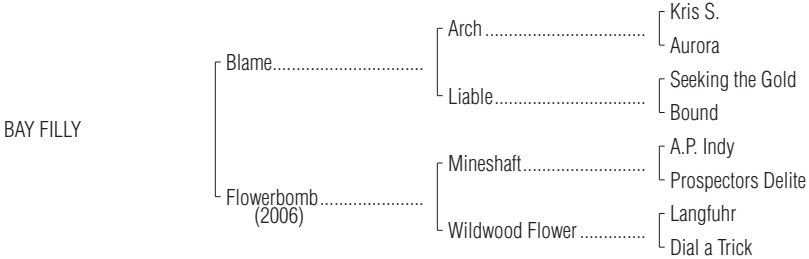 Kris S.
Arch ..................................
Aurora
Blame...............................
Seeking the Gold
Liable................................
Bound
BAY FILLY
A.P. Indy
Mineshaft..........................
Prospectors Delite
Flowerbomb.....................
(2006)
Langfuhr
Wildwood Flower ..............
Dial a Trick